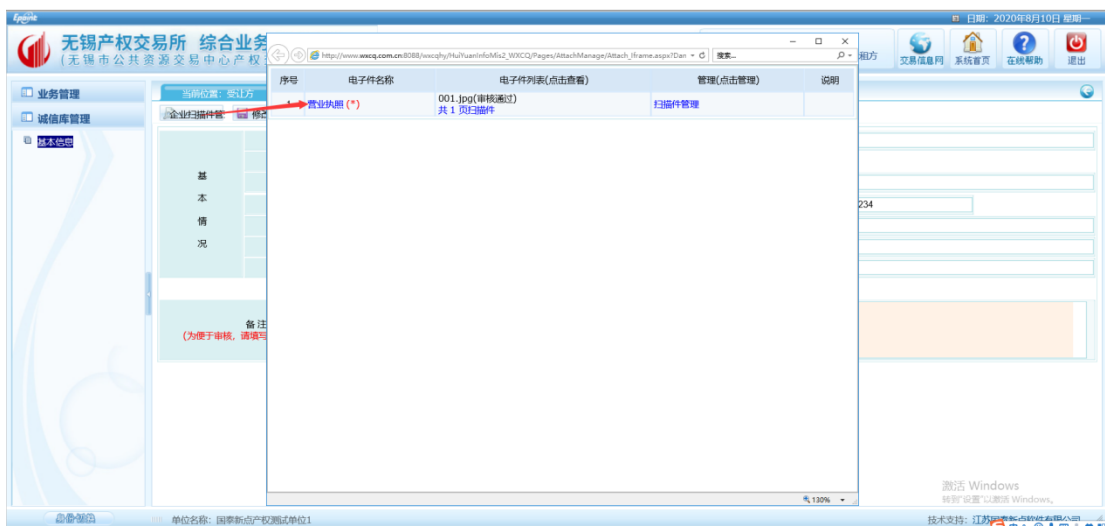 Epoint
日期: 2020年8月10日 星期一
无锡产权交易所 综合业务
(无锡市公共资源交易中心产权
租方
交易信息网
系统首页
在线帮助
退出
http://www.wxcq.com.cn:8088/wxcqhy/HuiYuanInfoMis2_WXCQ/Pages/AttachManage/Attach_Iframe.aspx?Dan
搜索...
序号 电子件名称 电子件列表(点击查看) 管理(点击管理) 说明
营业执照 (*)
001.jpg(审核通过)
共 1 页扫描件
扫描件管理
业务管理
诚信库管理
基本信息
当前位置: 受让方
企业扫描件管
修改
基
本
情
况
234
备注
(为便于审核, 请填写
130%
激活 Windows
转到"设置"以激活 Windows。
单位名称: 国泰新点产权测试单位1
技术支持: 江苏国泰新点软件有限公司